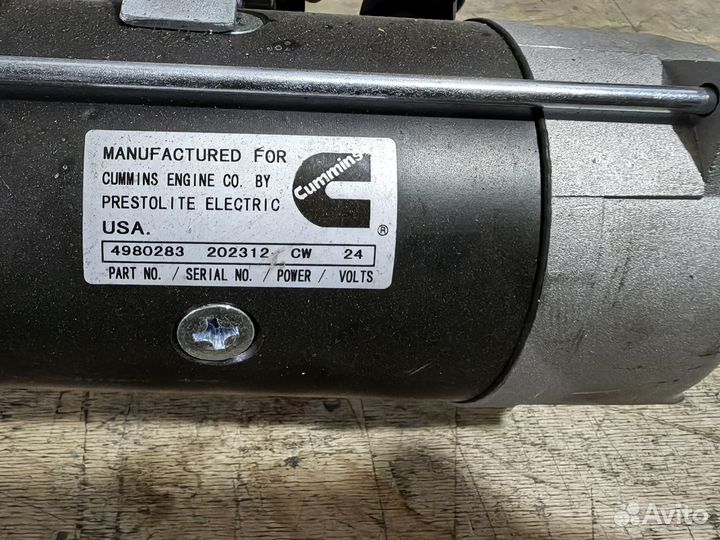 MANUFACTURED FOR
CUMMINS ENGINE CO. BY
PRESTOLITE ELECTRIC
USA.
Cummins
®
4980283 202312 CW 24
PART NO. / SERIAL NO. / POWER / VOLTS
Avito